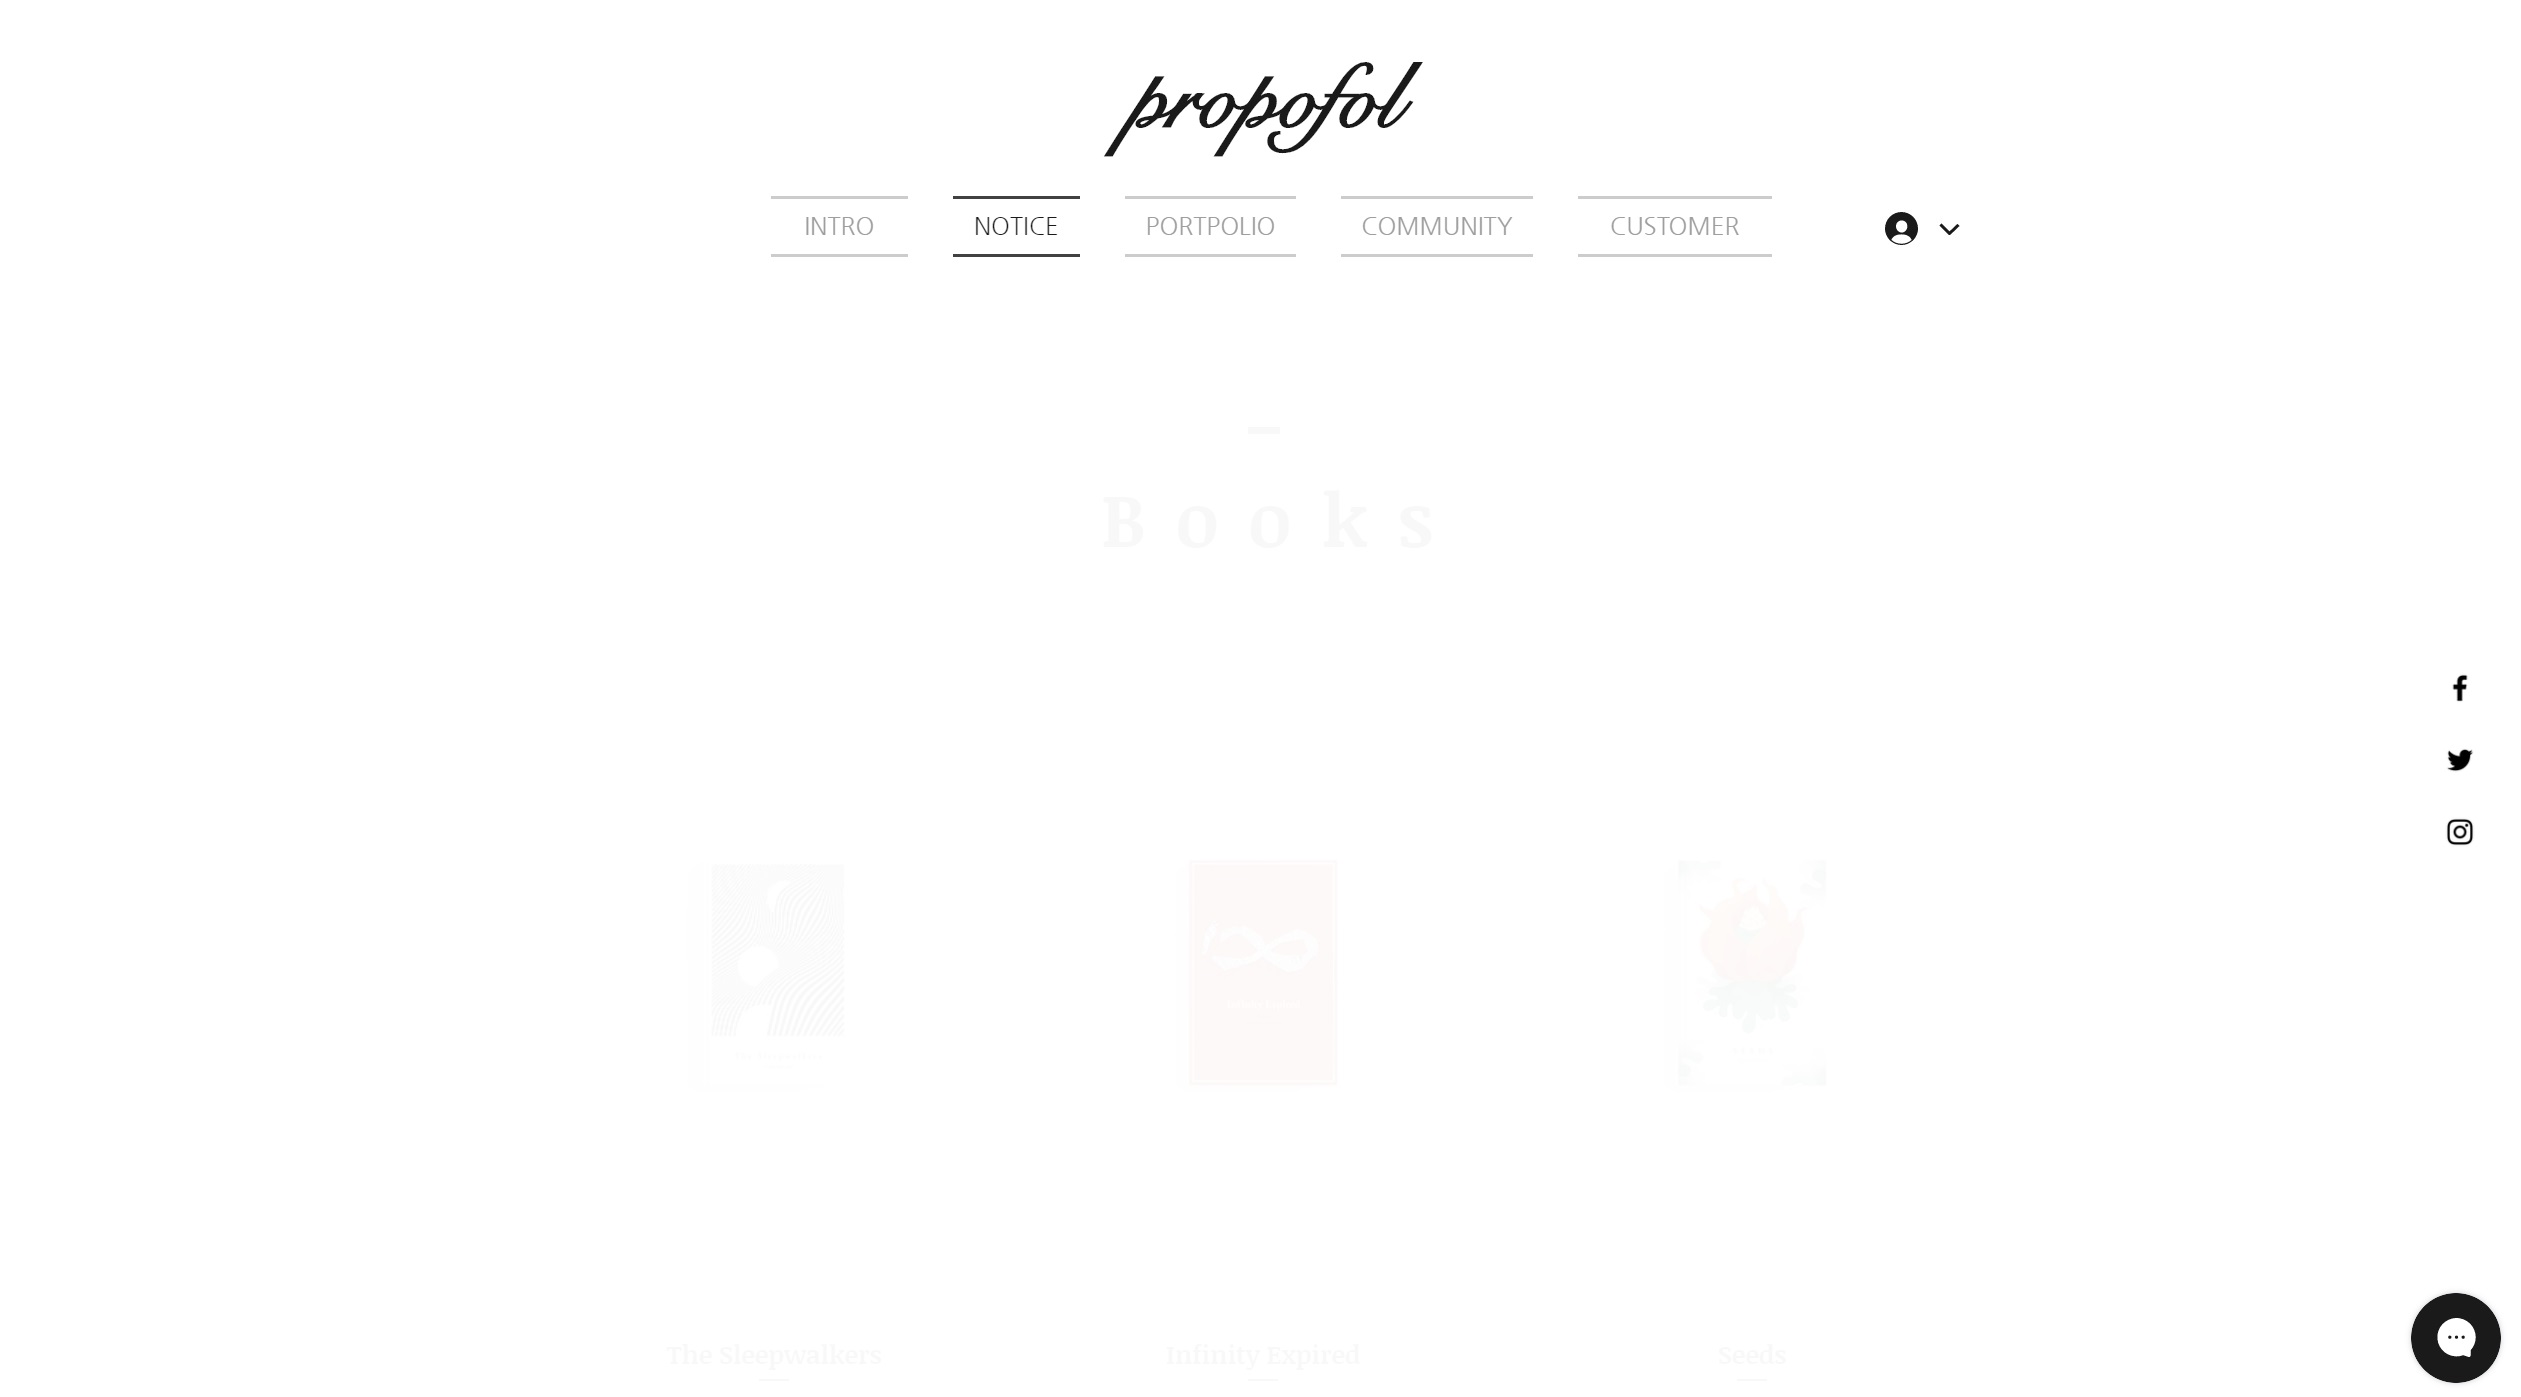 propofol
INTRO NOTICE PORTPOLIO COMMUNITY CUSTOMER
Books
The Sleepwalkers Infinity Expired Seeds